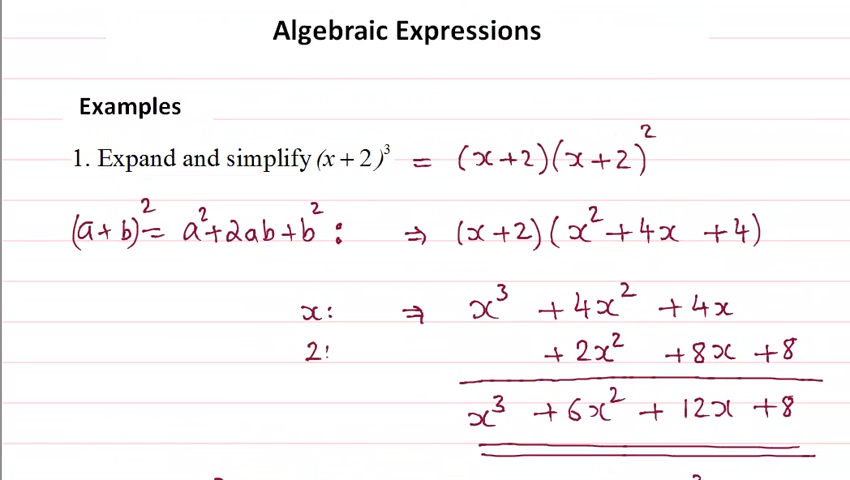 Algebraic Expressions
Examples
1. Expand and simplify (x + 2)³ = (x+2)(x+2)²
(a+b)² = a²+2ab+b² : ⇒ (x+2)(x²+4x +4)
x: ⇒ x³ +4x² +4x
2: +2x² +8x +8
x³ +6x² + 12x +8